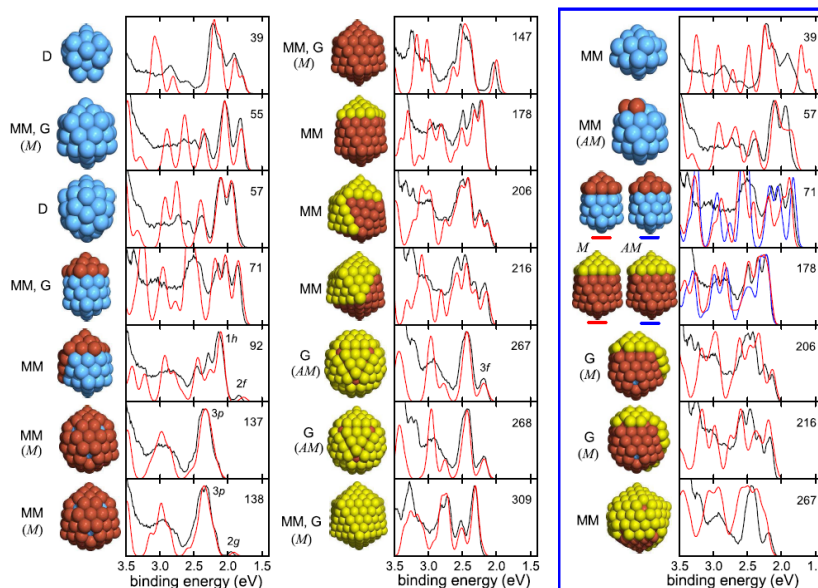 D
39
MM, G
(M)
55
D
57
MM, G
71
MM
92
1h
2f
MM
(M)
137
3p
MM
(M)
138
3p
2g
3.5 3.0 2.5 2.0 1.5
binding energy (eV)
MM, G
(M)
147
MM
178
MM
206
MM
216
G
(AM)
267
3f
G
(AM)
268
MM, G
(M)
309
3.5 3.0 2.5 2.0 1.5
binding energy (eV)
MM
39
MM
(AM)
57
71
M AM
178
G
(M)
206
G
(M)
216
MM
267
3.5 3.0 2.5 2.0
binding energy (eV)